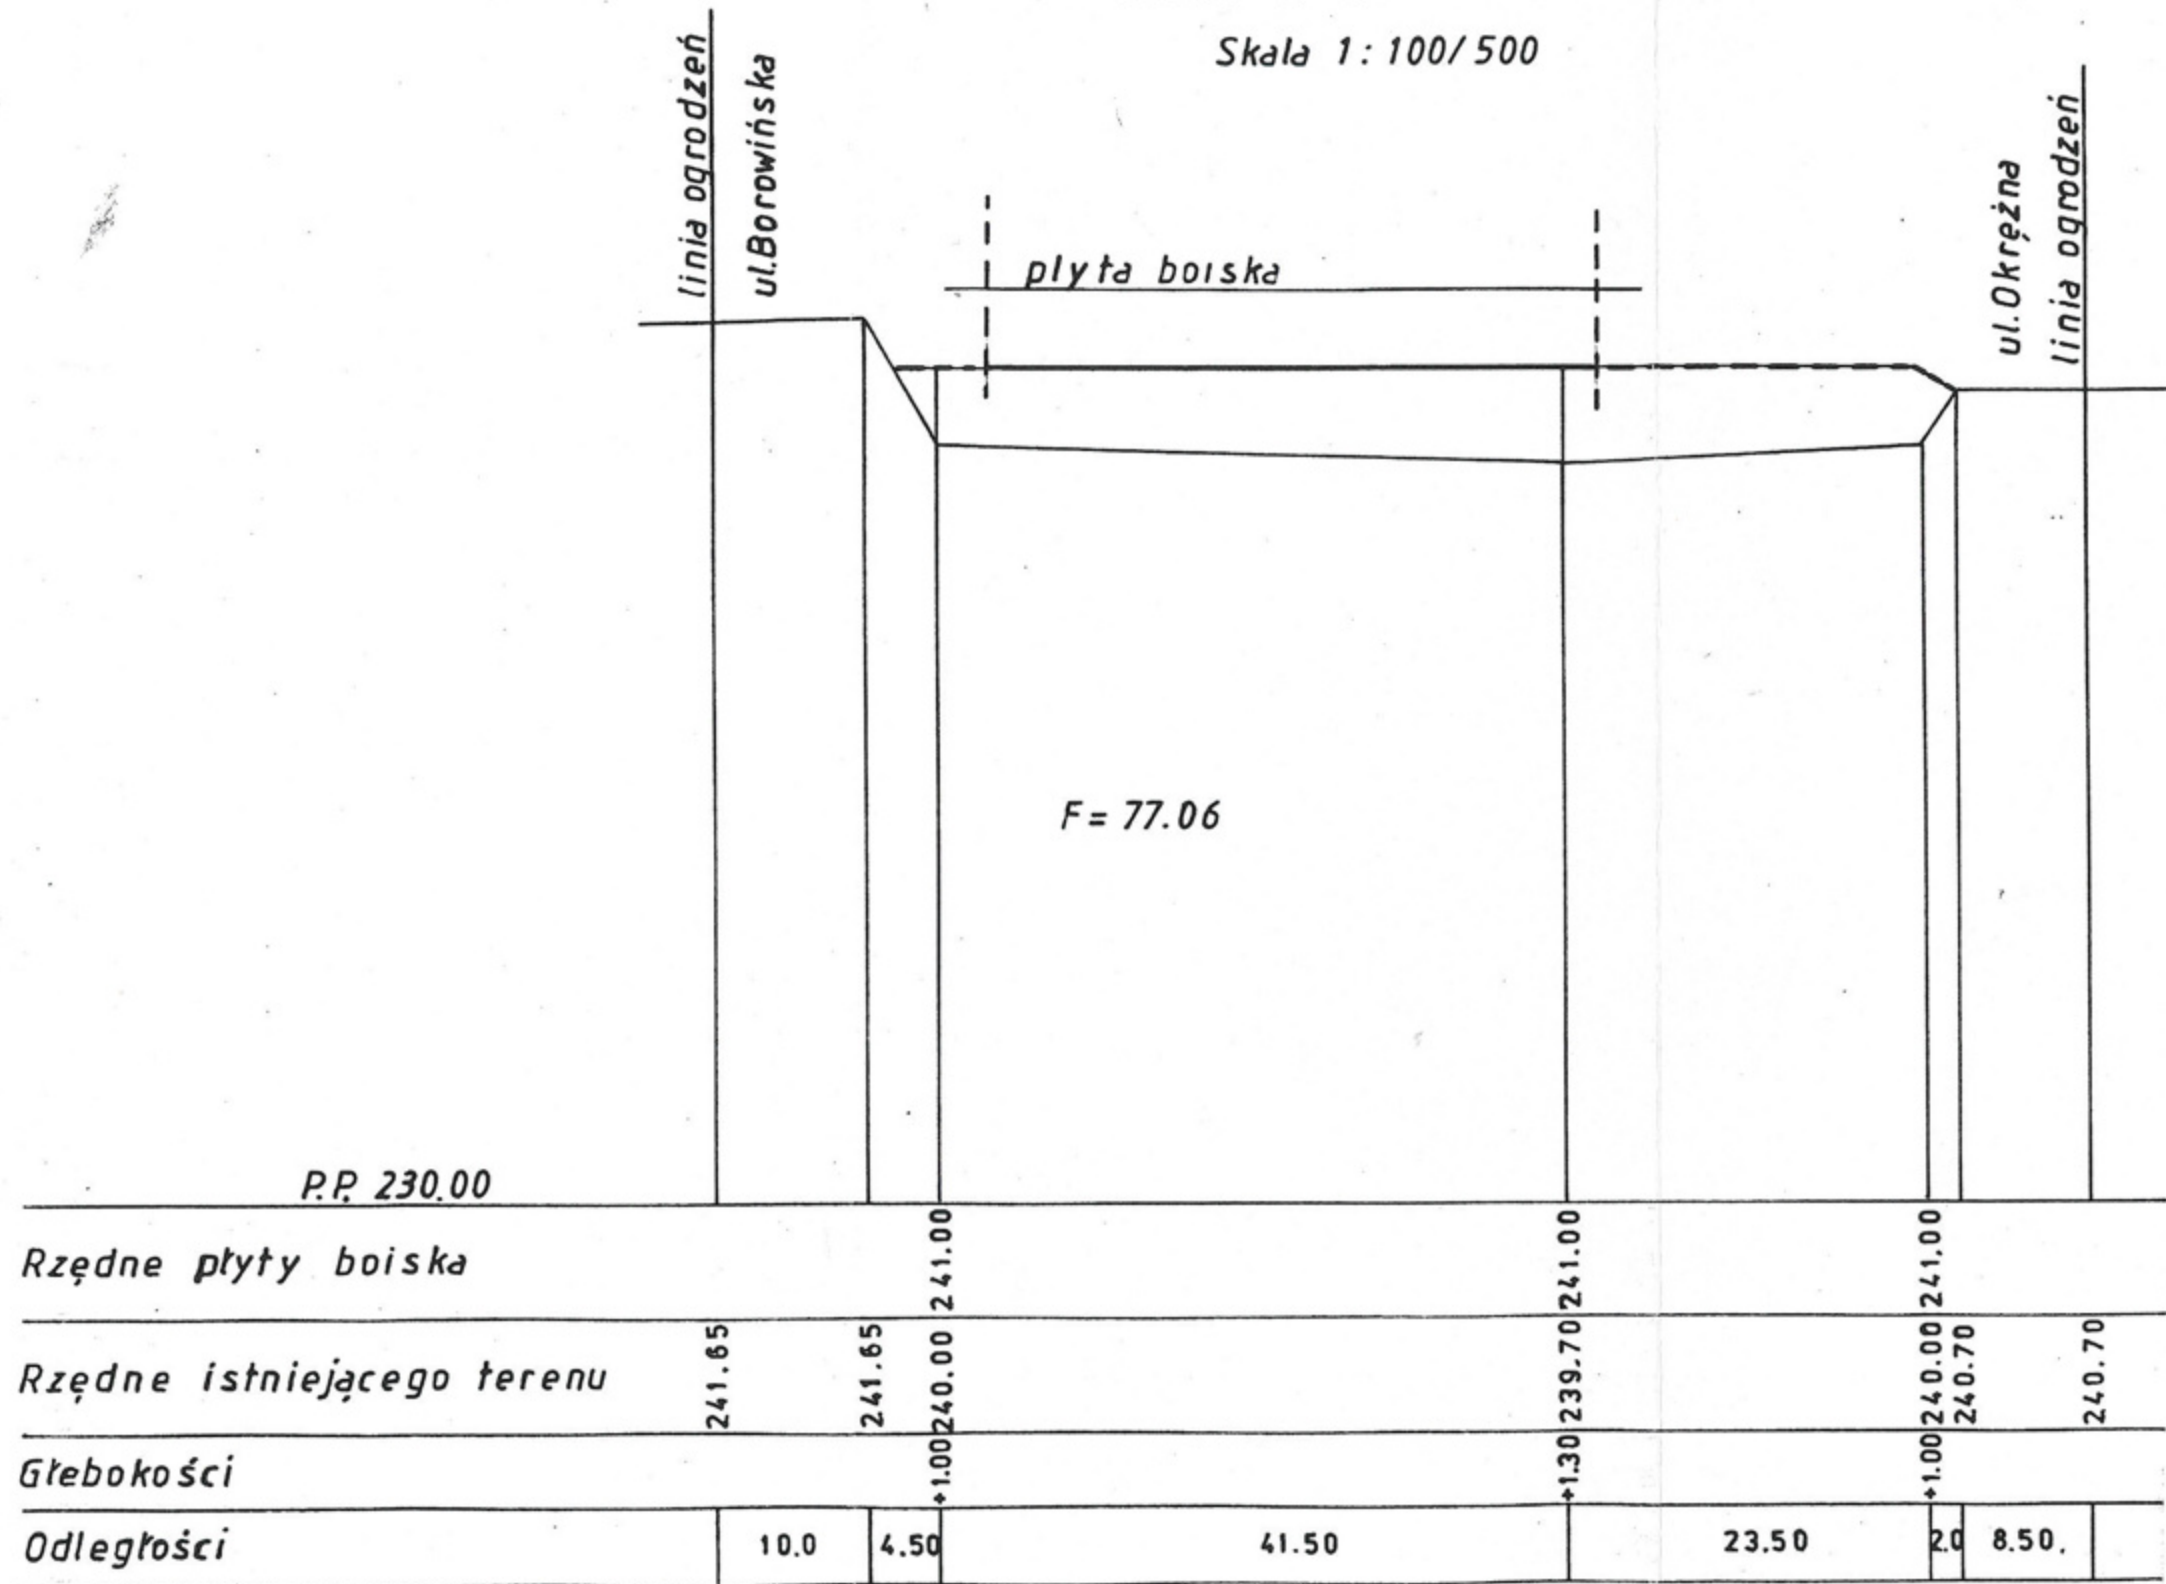 Skala 1:100/500
linia ogrodzeń
ul.Borowińska
płyta boiska
ul.Okrężna
linia ogrodzeń
F= 77.06
P.P. 230.00
Rzędne płyty boiska 241.00 241.00 241.00
Rzędne istniejącego terenu 241.65 241.65 240.00 239.70 240.00 240.70 240.70
Głebokości +1.00 +1.30 +1.00
Odległości 10.0 4.50 41.50 23.50 2.0 8.50.